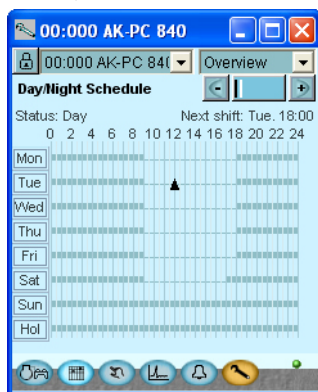 00:000 AK-PC 840
00:000 AK-PC 84( Overview
Day/Night Schedule - +
Status: Day Next shift: Tue. 18:00
0 2 4 6 8 10 12 14 16 18 20 22 24
Mon
Tue
Wed
Thu
Fri
Sat
Sun
Hol